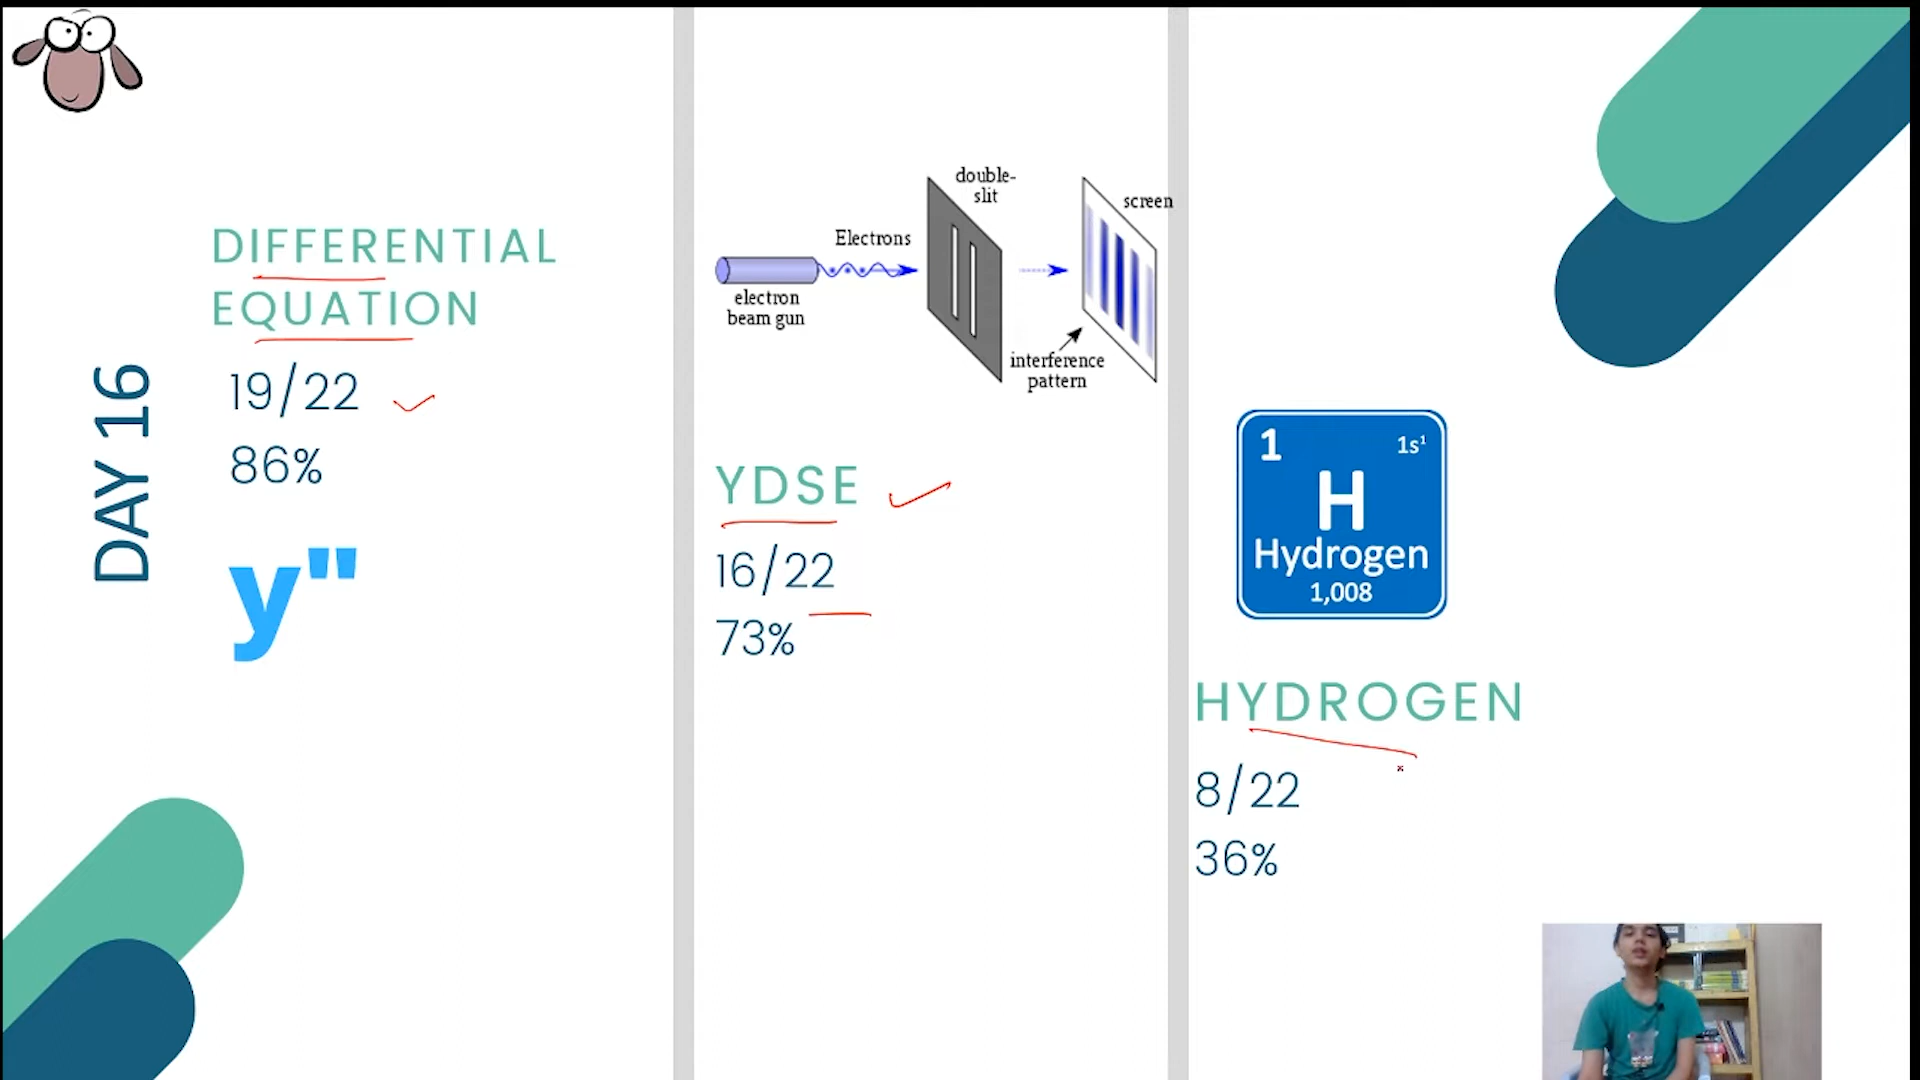 DAY 16
DIFFERENTIAL
EQUATION
19/22
86%
y"
double-
slit
screen
Electrons
electron
beam gun
interference
pattern
YDSE
16/22
73%
1
1s¹
H
Hydrogen
1,008
HYDROGEN
8/22
36%